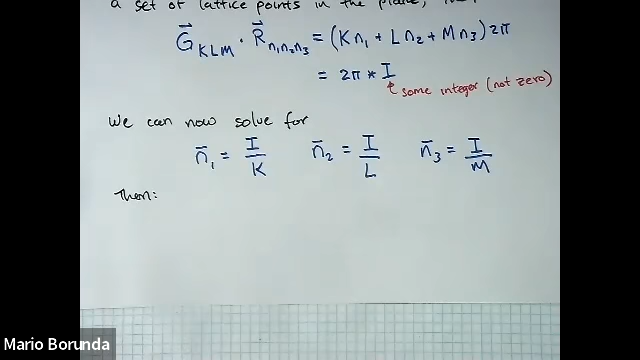 a set of lattice points in the plane,
G⃗_KLM · R⃗_n₁n₂n₃ = (Kn₁ + Ln₂ + Mn₃)2π
= 2π * I
some integer (not zero)
We can now solve for
n̄₁ = I/K n̄₂ = I/L n̄₃ = I/M
Then:
Mario Borunda